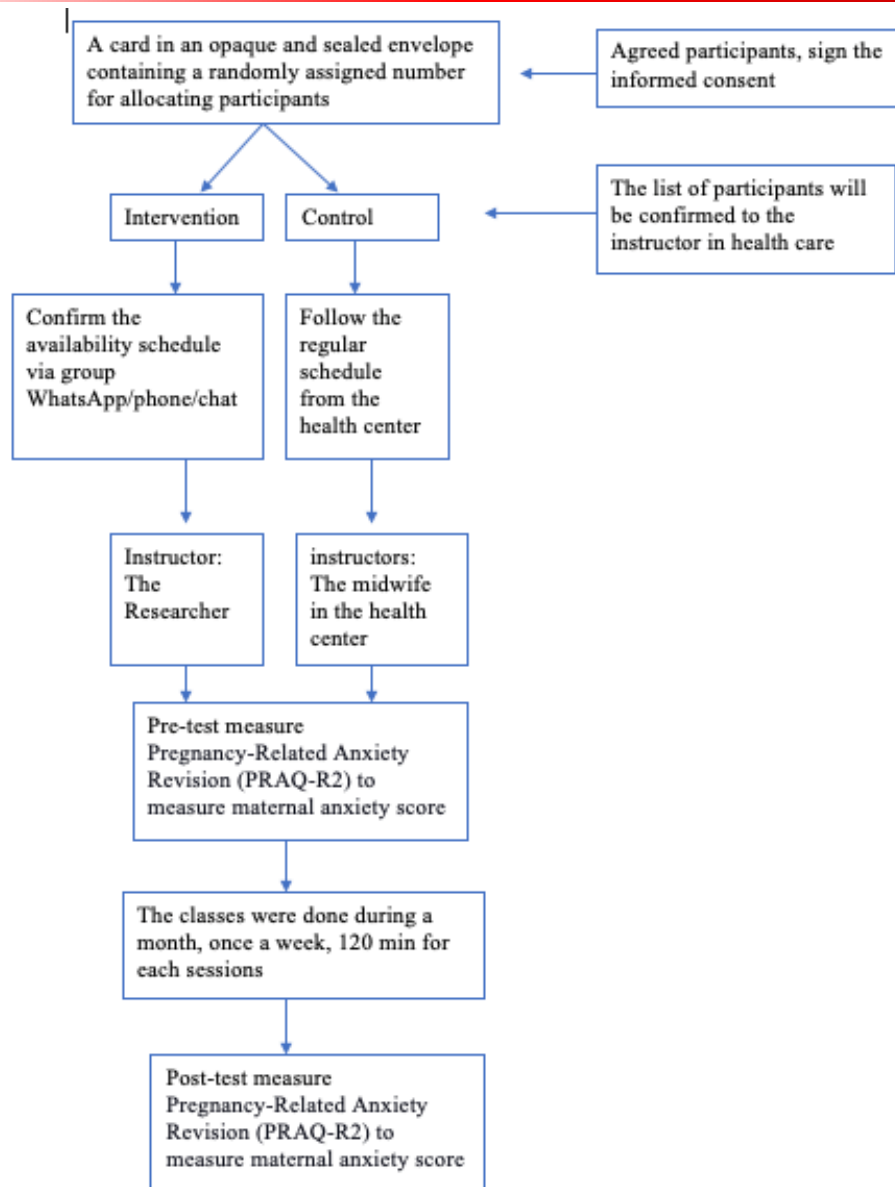 A card in an opaque and sealed envelope
containing a randomly assigned number
for allocating participants
Agreed participants, sign the
informed consent
Intervention
Control
The list of participants will
be confirmed to the
instructor in health care
Confirm the
availability schedule
via group
WhatsApp/phone/chat
Follow the
regular
schedule
from the
health center
Instructor:
The
Researcher
instructors:
The midwife
in the health
center
Pre-test measure
Pregnancy-Related Anxiety
Revision (PRAQ-R2) to
measure maternal anxiety score
The classes were done during a
month, once a week, 120 min for
each sessions
Post-test measure
Pregnancy-Related Anxiety
Revision (PRAQ-R2) to
measure maternal anxiety score